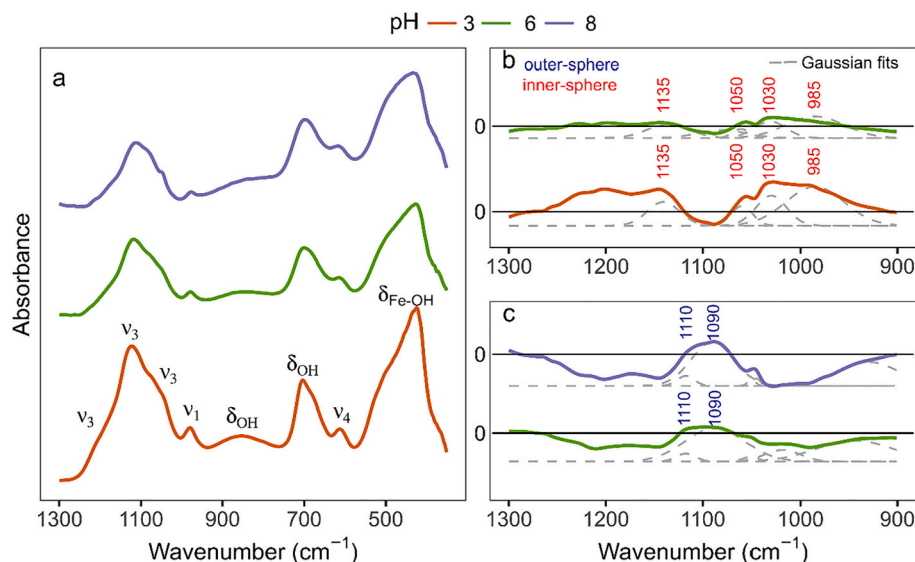 pH 3 6 8
a
ν3
ν3
ν1
δOH
δOH
ν4
δFe-OH
Absorbance
1300 1100 900 700 500
Wavenumber (cm−1)
b
outer-sphere
inner-sphere
Gaussian fits
1135 1050 1030 985
0
1135 1050 1030 985
0
1300 1200 1100 1000 900
c
1110 1090
0
1110 1090
0
1300 1200 1100 1000 900
Wavenumber (cm−1)